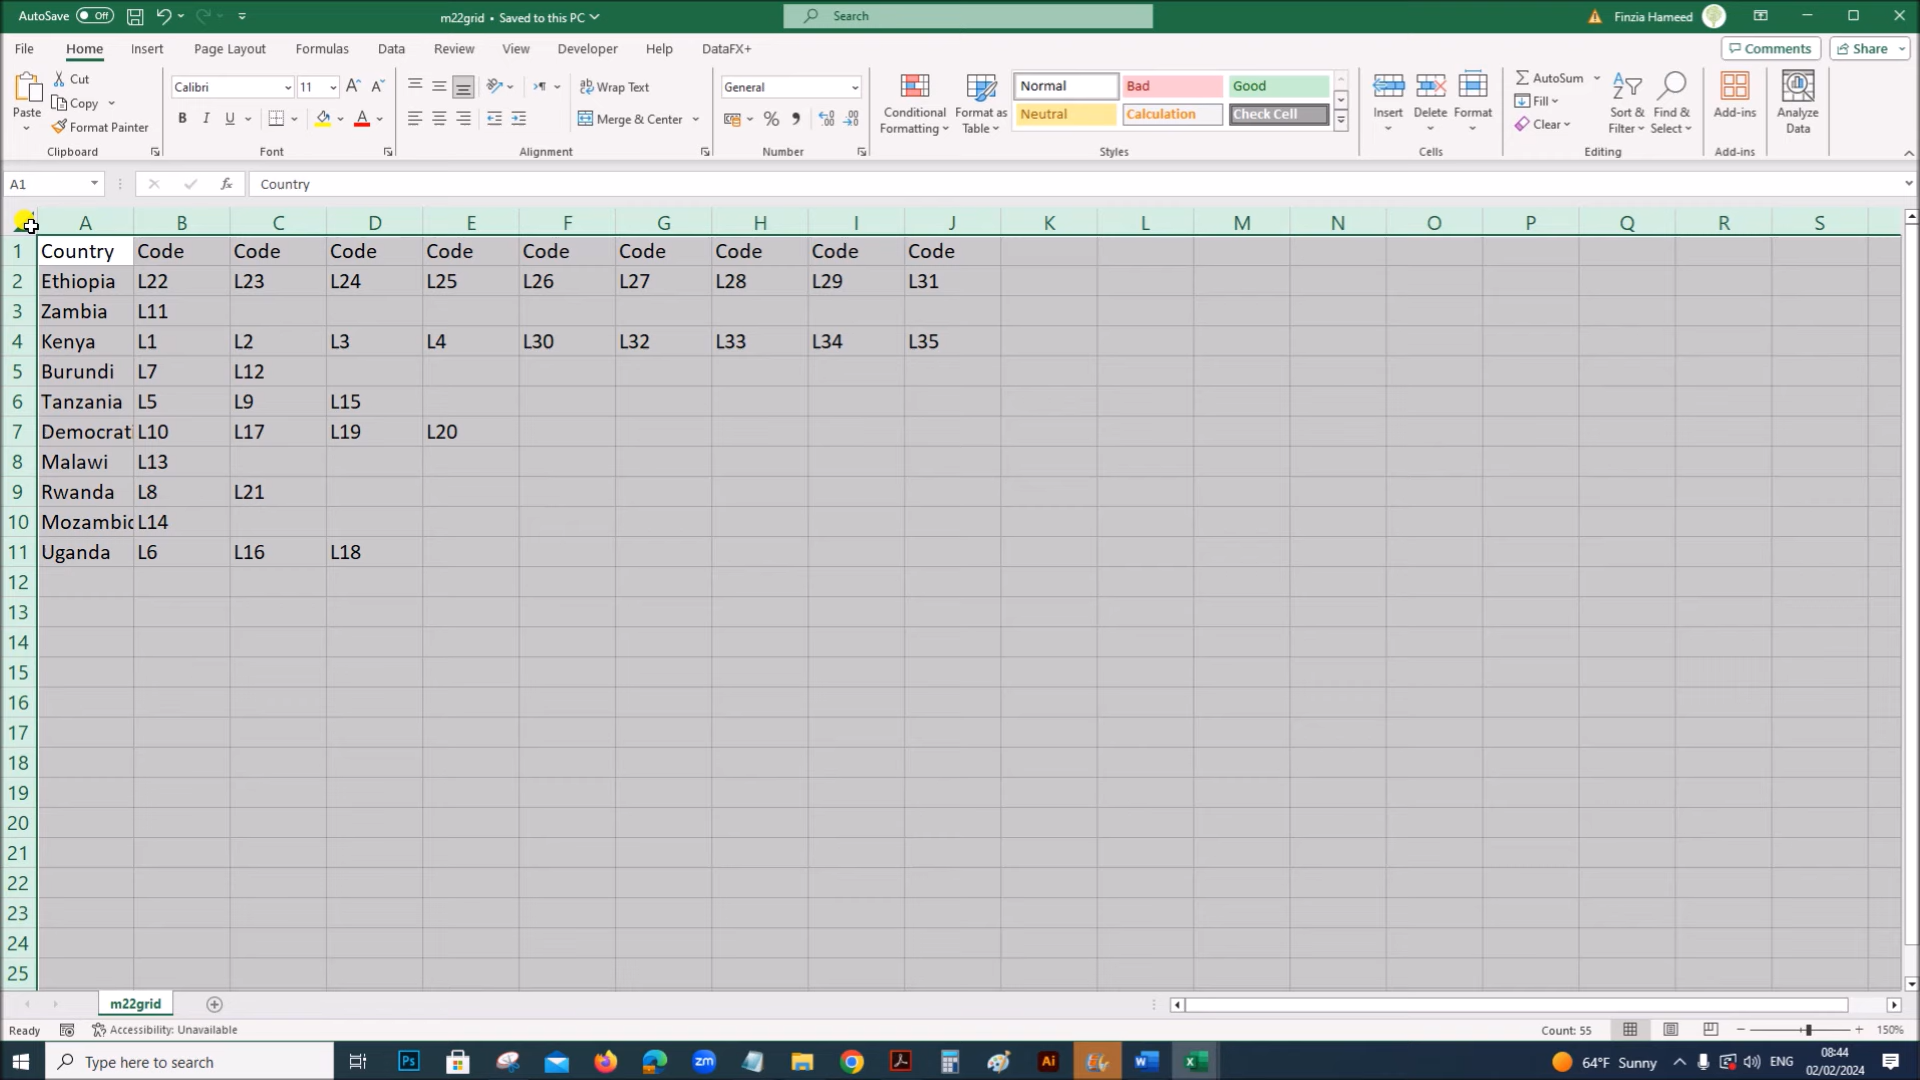 AutoSave Off m22grid • Saved to this PC Search Finzia Hameed
File Home Insert Page Layout Formulas Data Review View Developer Help DataFX+ Comments Share
Cut
Copy
Format Painter
Paste
Clipboard
Calibri 11 A^ A˅
B I U A
Font
Wrap Text
Merge & Center
Alignment
General
% ,
Number
Conditional Formatting
Format as Table
Normal Bad Good
Neutral Calculation Check Cell
Styles
Insert Delete Format
Cells
AutoSum
Fill
Clear
Sort & Filter
Find & Select
Editing
Add-ins
Add-ins
Analyze Data
A1 fx Country
A B C D E F G H I J K L M N O P Q R S
1 Country Code Code Code Code Code Code Code Code Code
2 Ethiopia L22 L23 L24 L25 L26 L27 L28 L29 L31
3 Zambia L11
4 Kenya L1 L2 L3 L4 L30 L32 L33 L34 L35
5 Burundi L7 L12
6 Tanzania L5 L9 L15
7 Democrati L10 L17 L19 L20
8 Malawi L13
9 Rwanda L8 L21
10 Mozambic L14
11 Uganda L6 L16 L18
12
13
14
15
16
17
18
19
20
21
22
23
24
25
m22grid
Ready Accessibility: Unavailable Count: 55 150%
Type here to search Ps zm Ai W X 64°F Sunny ENG 08:44
02/02/2024